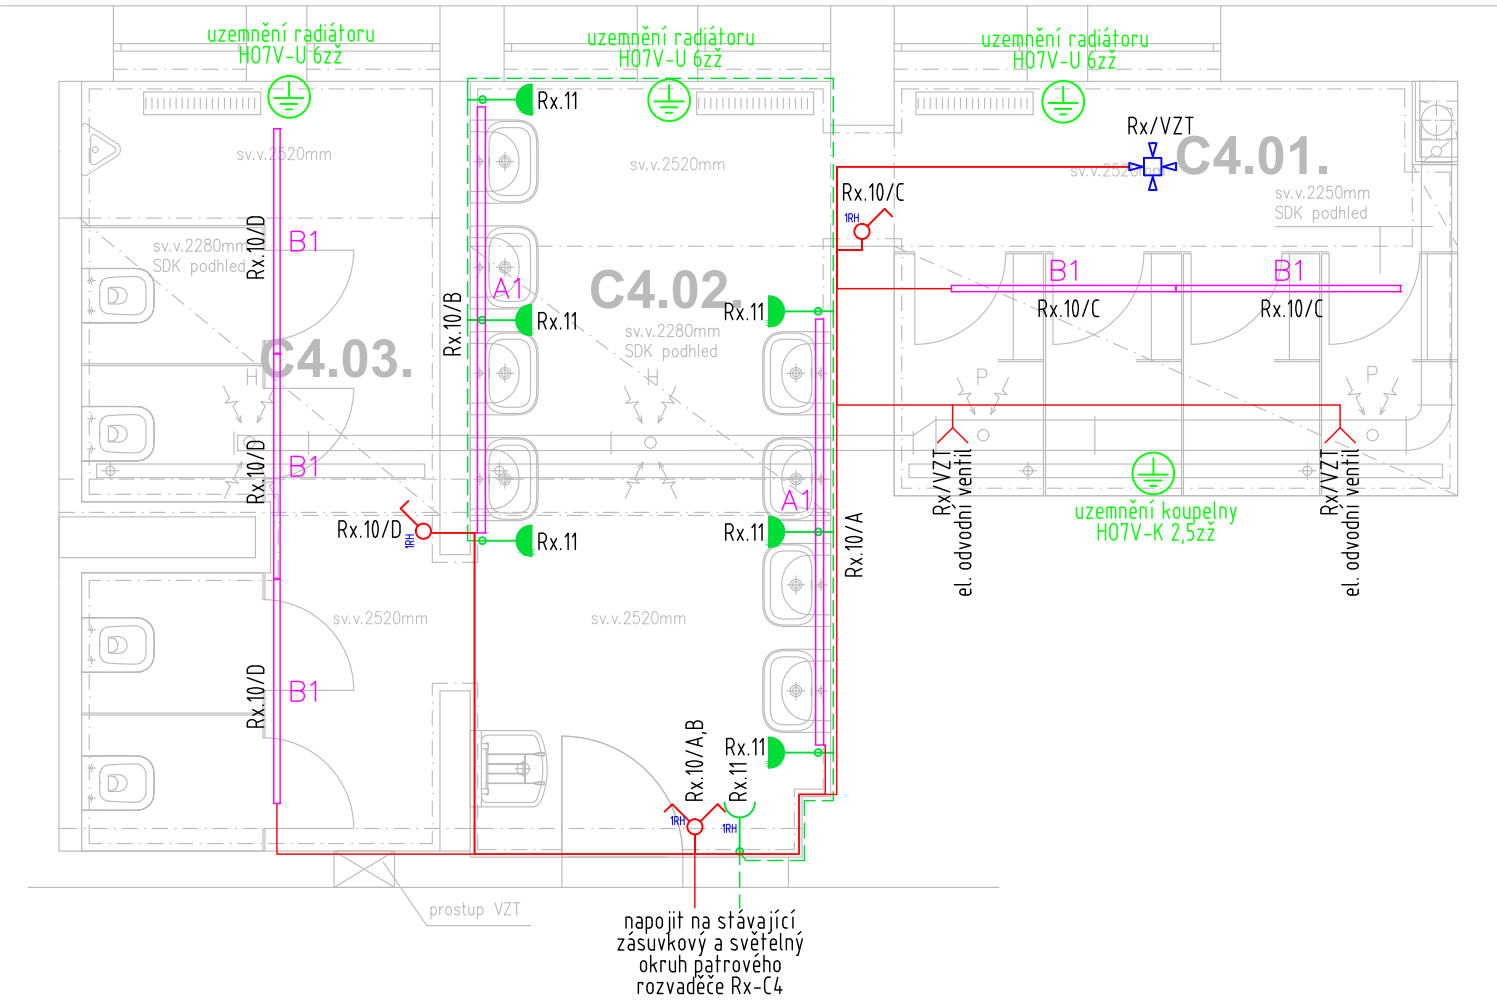 uzemnění radiátoru
H07V-U 6zž
uzemnění radiátoru
H07V-U 6zž
uzemnění radiátoru
H07V-U 6zž
Rx.11
Rx/VZT
C4.01.
sv.v.2520mm
sv.v.2520mm
sv.v.2520mm
Rx.10/C
1RH
sv.v.2250mm
SDK podhled
Rx.10/D
B1
sv.v.2280mm
SDK podhled
A1
C4.02.
B1
B1
Rx.10/B
Rx.11
Rx.11
Rx.10/C
Rx.10/C
sv.v.2280mm
SDK podhled
C4.03.
H
H
P
P
Rx.10/D
B1
A1
Rx/VZT
el. odvodní ventil
Rx/VZT
el. odvodní ventil
uzemnění koupelny
H07V-K 2,5zž
Rx.10/D
1RH
Rx.11
Rx.11
Rx.10/A
sv.v.2520mm
sv.v.2520mm
Rx.10/D
B1
Rx.10/A,B
Rx.11
Rx.11
1RH
1RH
prostup VZT
napojit na stávající
zásuvkový a světelný
okruh patrového
rozvaděče Rx-C4